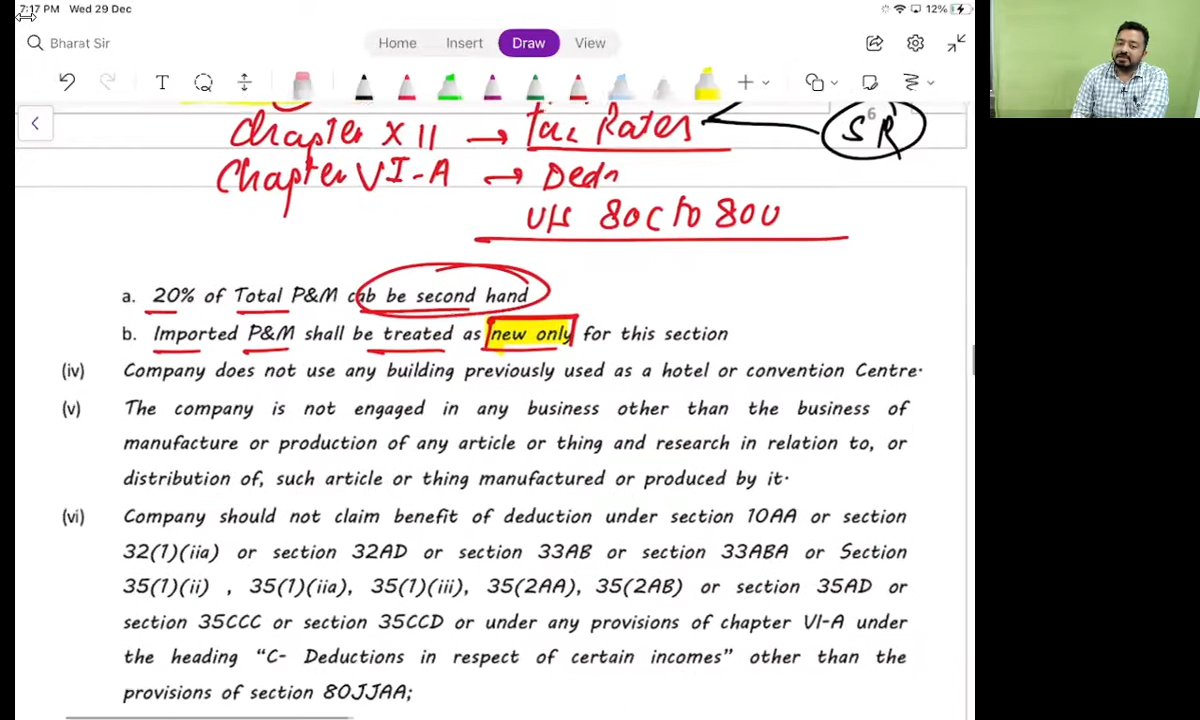 7:17 PM Wed 29 Dec
12%
Bharat Sir
Home Insert Draw View
T
6
Chapter XII → Tax Rates
SR
Chapter VI-A → Dedn
U/s 80C to 80U
a. 20% of Total P&M cab be second hand
b. Imported P&M shall be treated as new only for this section
(iv) Company does not use any building previously used as a hotel or convention Centre.
(v) The company is not engaged in any business other than the business of
manufacture or production of any article or thing and research in relation to, or
distribution of, such article or thing manufactured or produced by it.
(vi) Company should not claim benefit of deduction under section 10AA or section
32(1)(iia) or section 32AD or section 33AB or section 33ABA or Section
35(1)(ii) , 35(1)(iia), 35(1)(iii), 35(2AA), 35(2AB) or section 35AD or
section 35CCC or section 35CCD or under any provisions of chapter VI-A under
the heading “C- Deductions in respect of certain incomes” other than the
provisions of section 80JJAA;